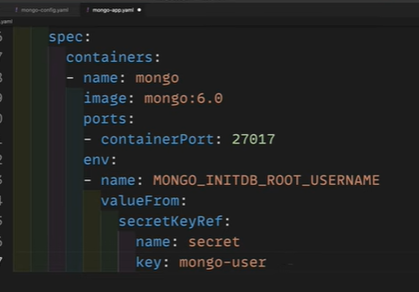 mongo-config.yaml mongo-app.yaml
.yaml
spec:
containers:
- name: mongo
image: mongo:6.0
ports:
- containerPort: 27017
env:
- name: MONGO_INITDB_ROOT_USERNAME
valueFrom:
secretKeyRef:
name: secret
key: mongo-user